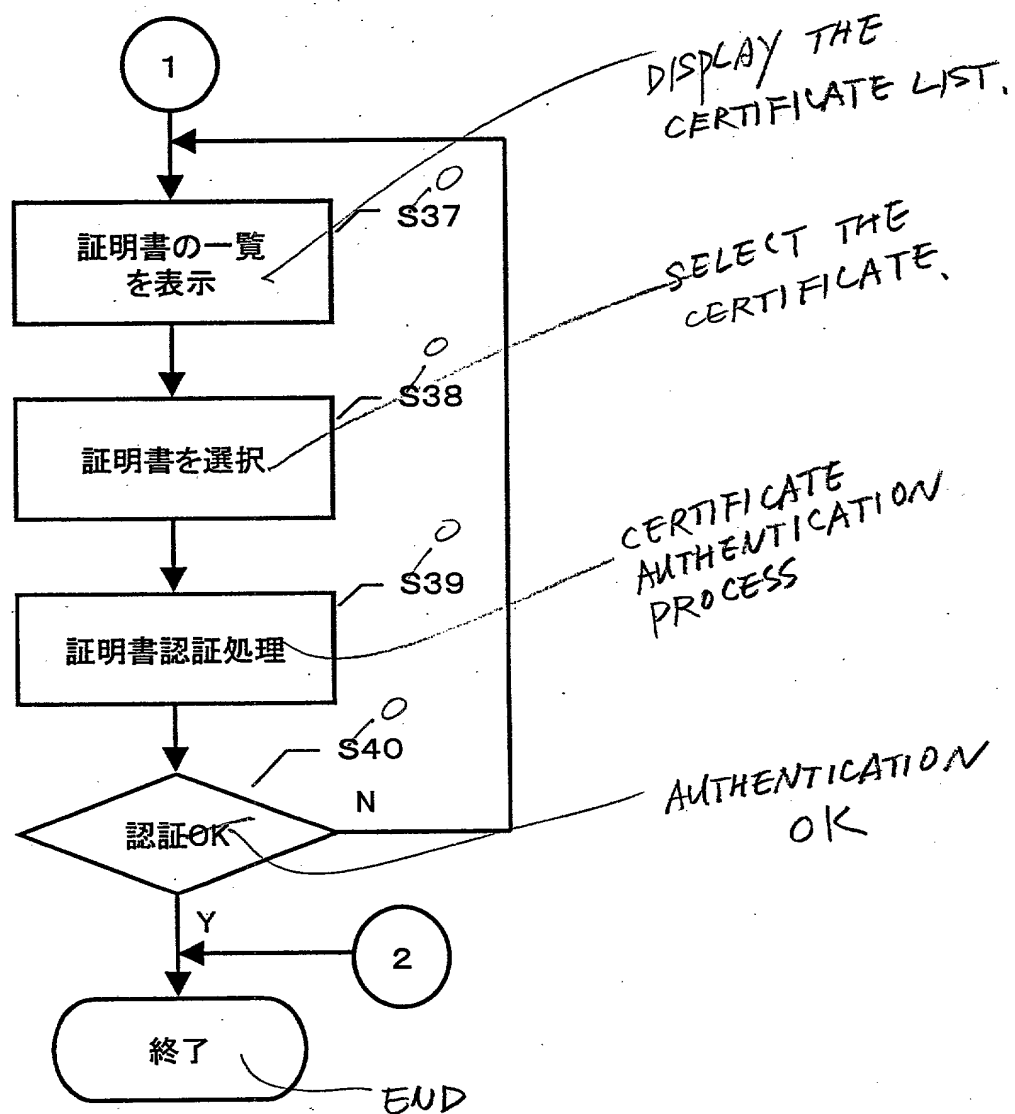 1
DISPLAY THE
CERTIFICATE LIST.
S37
証明書の一覧
を表示
SELECT THE
CERTIFICATE.
S38
証明書を選択
CERTIFICATE
AUTHENTICATION
PROCESS
S39
証明書認証処理
S40
AUTHENTICATION
OK
N
認証OK
Y
2
終了
END